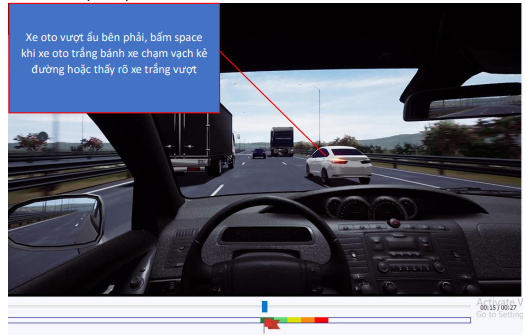 Xe oto vượt ẩu bên phải, bấm space
khi xe oto trắng bánh xe chạm vạch kẻ
đường hoặc thấy rõ xe trắng vượt
Activate
00:15 / 00:27
Go to Setting